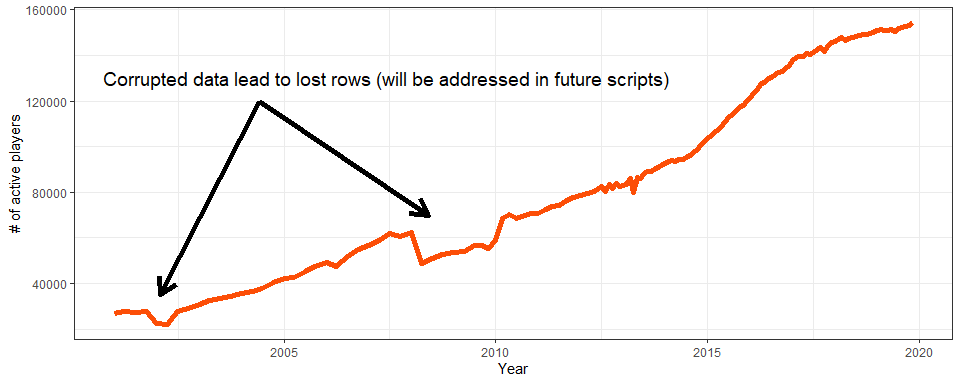 160000
Corrupted data lead to lost rows (will be addressed in future scripts)
120000
# of active players
80000
40000
2005 2010 2015 2020
Year